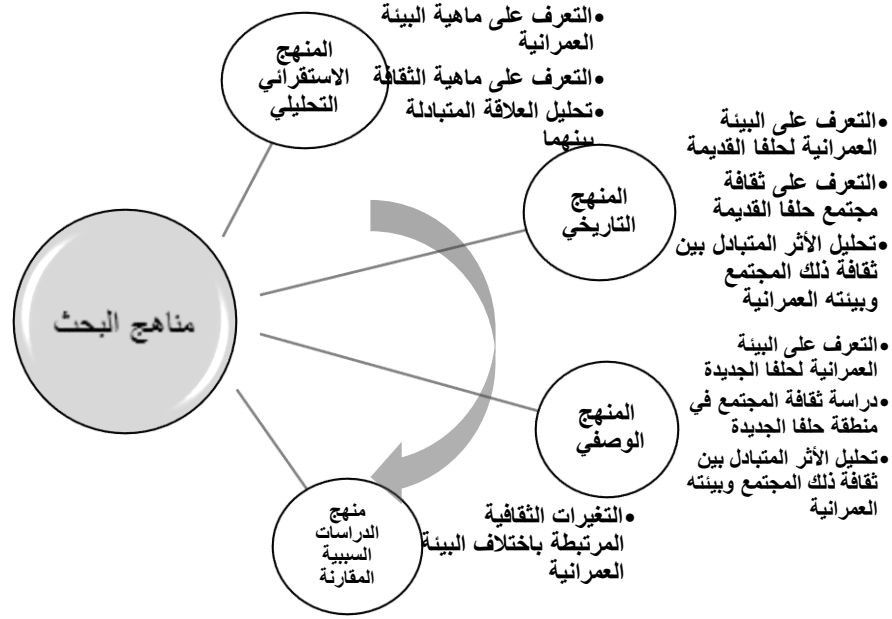 المنهج
الاستقرائي
التحليلي
•التعرف على ماهية البيئة
العمرانية
•التعرف على ماهية الثقافة
•تحليل العلاقة المتبادلة
بينهما
المنهج
التاريخي
•التعرف على البيئة
العمرانية لحلفا القديمة
•التعرف على ثقافة
مجتمع حلفا القديمة
•تحليل الأثر المتبادل بين
ثقافة ذلك المجتمع
وبيئته العمرانية
مناهج البحث
المنهج
الوصفي
•التعرف على البيئة
العمرانية لحلفا الجديدة
•دراسة ثقافة المجتمع في
منطقة حلفا الجديدة
•تحليل الأثر المتبادل بين
ثقافة ذلك المجتمع وبيئته
العمرانية
منهج
الدراسات
السببية
المقارنة
•التغيرات الثقافية
المرتبطة باختلاف البيئة
العمرانية